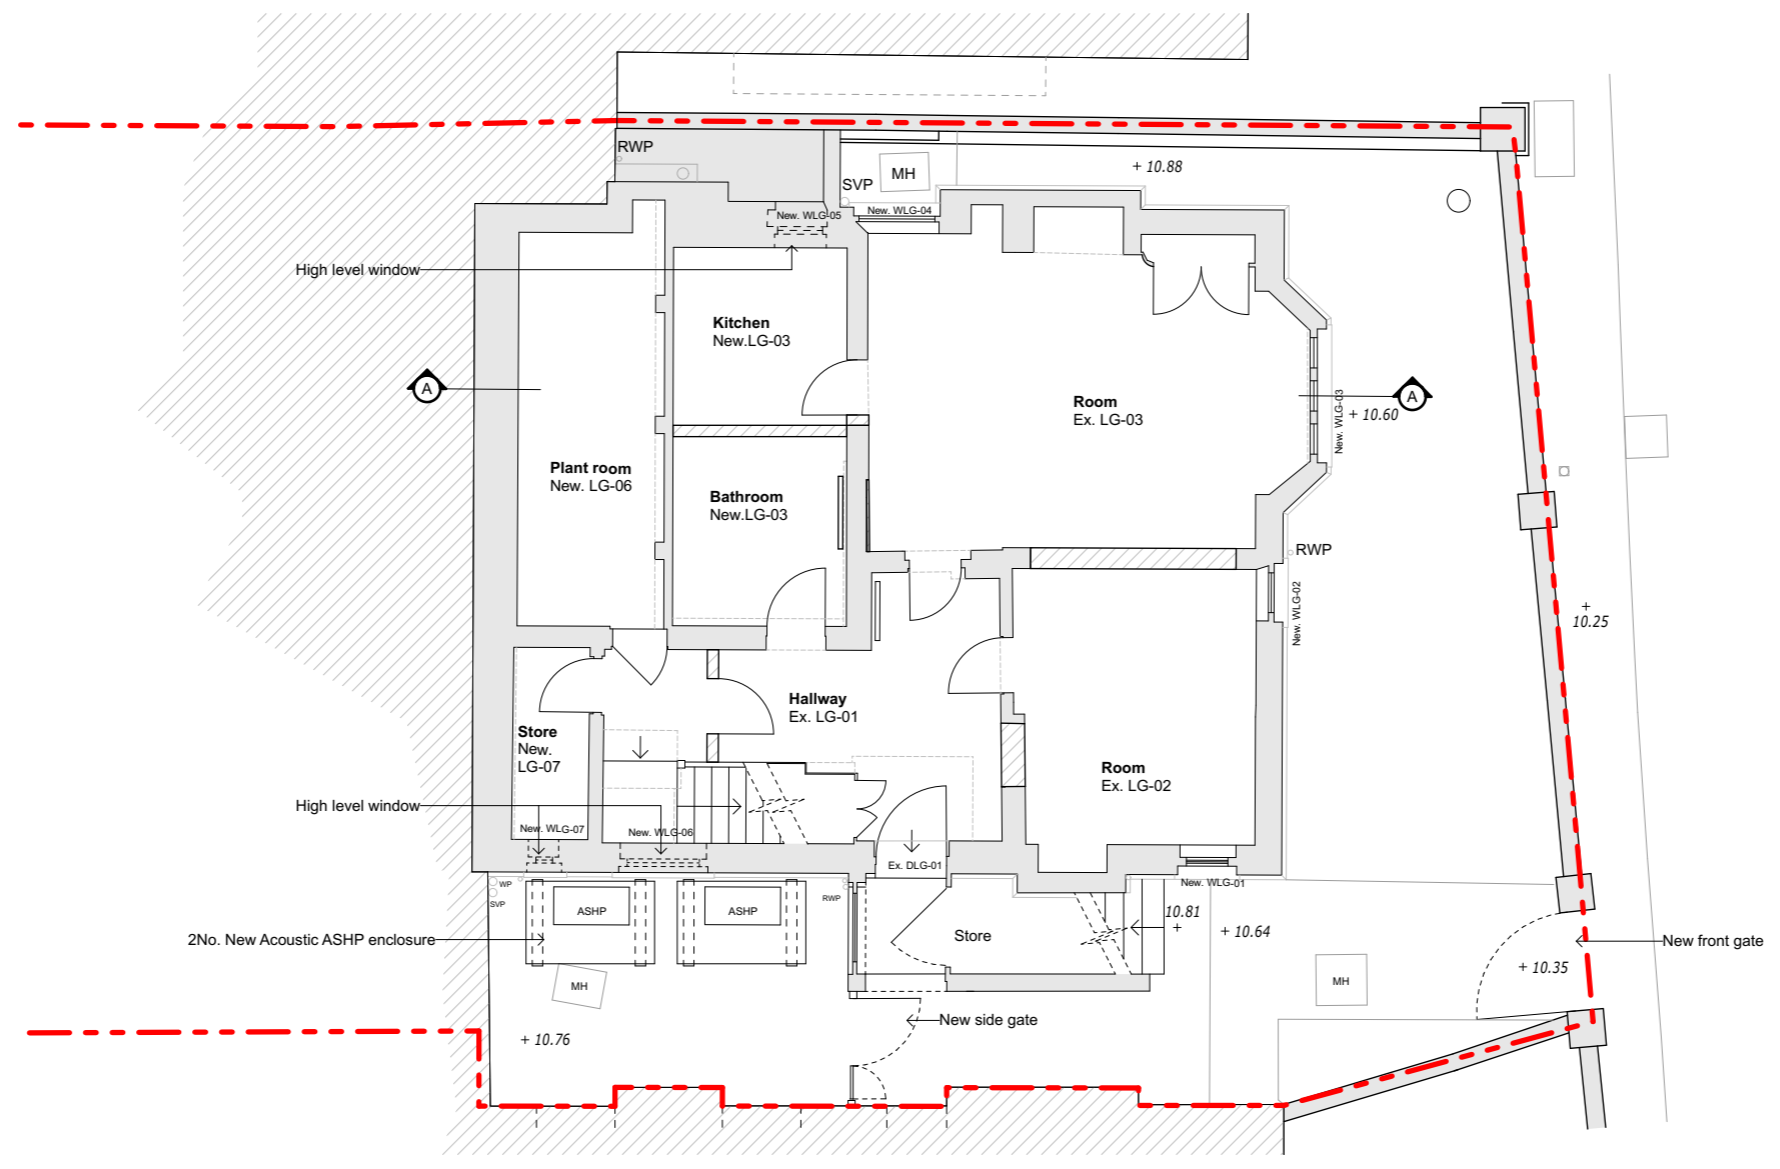 RWP
+ 10.88
MH
SVP
New. WLG-04
New. WLG-05
High level window
Kitchen
New.LG-03
A
Room
Ex. LG-03
New. WLG-03
+ 10.60
A
Plant room
New. LG-06
Bathroom
New.LG-03
RWP
New. WLG-02
+
10.25
Hallway
Ex. LG-01
Store
New.
LG-07
Room
Ex. LG-02
High level window
New. WLG-07
New. WLG-06
Ex. DLG-01
New. WLG-01
WP
SVP
ASHP
ASHP
RWP
10.81
+
+ 10.64
Store
2No. New Acoustic ASHP enclosure
New front gate
+ 10.35
MH
MH
New side gate
+ 10.76